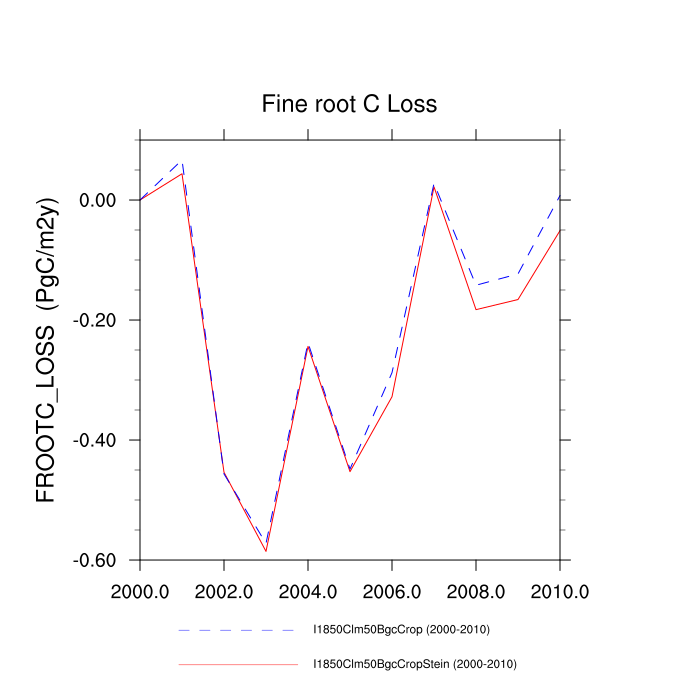 Fine root C Loss
FROOTC_LOSS (PgC/m2y)
0.00
-0.20
-0.40
-0.60
2000.0 2002.0 2004.0 2006.0 2008.0 2010.0
I1850Clm50BgcCrop (2000-2010)
I1850Clm50BgcCropStein (2000-2010)